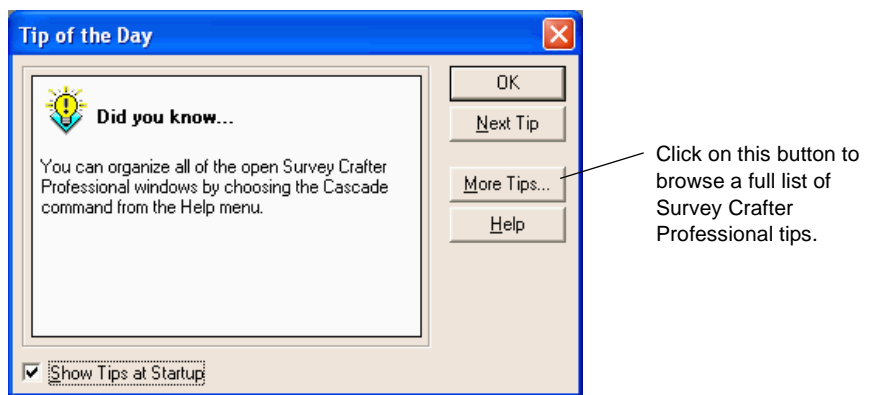 Tip of the Day
Did you know...
You can organize all of the open Survey Crafter
Professional windows by choosing the Cascade
command from the Help menu.
OK
Next Tip
More Tips...
Help
Show Tips at Startup
Click on this button to
browse a full list of
Survey Crafter
Professional tips.